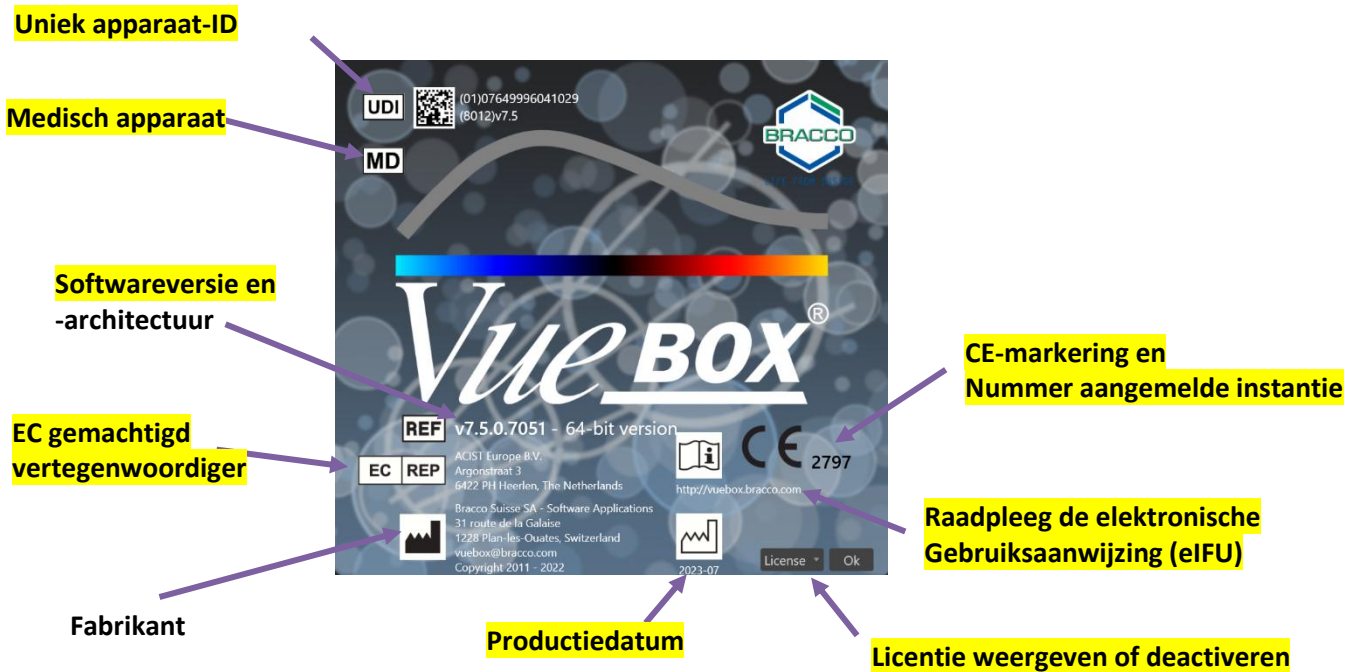 Uniek apparaat-ID
Medisch apparaat
UDI
(01)07649996041029
(8012)v7.5
MD
BRACCO
LIFE FROM INSIDE
VUEBOX®
Softwareversie en
-architectuur
CE-markering en
Nummer aangemelde instantie
EC gemachtigd
vertegenwoordiger
REF v7.5.0.7051 - 64-bit version
EC REP
ACIST Europe B.V.
Argonstraat 3
6422 PH Heerlen, The Netherlands
i
CE 2797
http://vuebox.bracco.com
Bracco Suisse SA - Software Applications
31 route de la Galaise
1228 Plan-les-Ouates, Switzerland
vuebox@bracco.com
Copyright 2011 - 2022
2023-07
License
Ok
Raadpleeg de elektronische
Gebruiksaanwijzing (eIFU)
Fabrikant
Productiedatum
Licentie weergeven of deactiveren